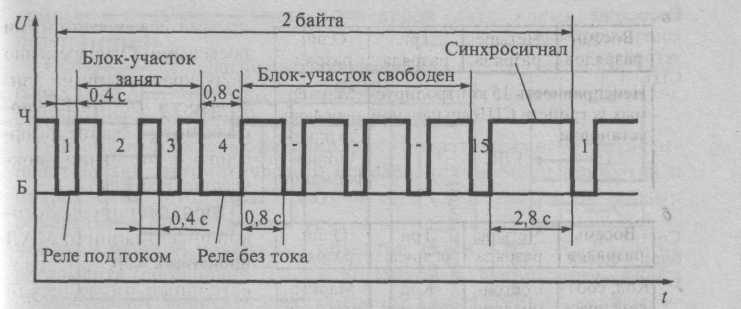 U
2 байта
Синхросигнал
Блок-участок
занят
Блок-участок свободен
0,4 с
0,8 с
Ч
1
2
3
4
-
-
-
15
1
Б
0,4 с
0,8 с
2,8 с
Реле под током
Реле без тока
t